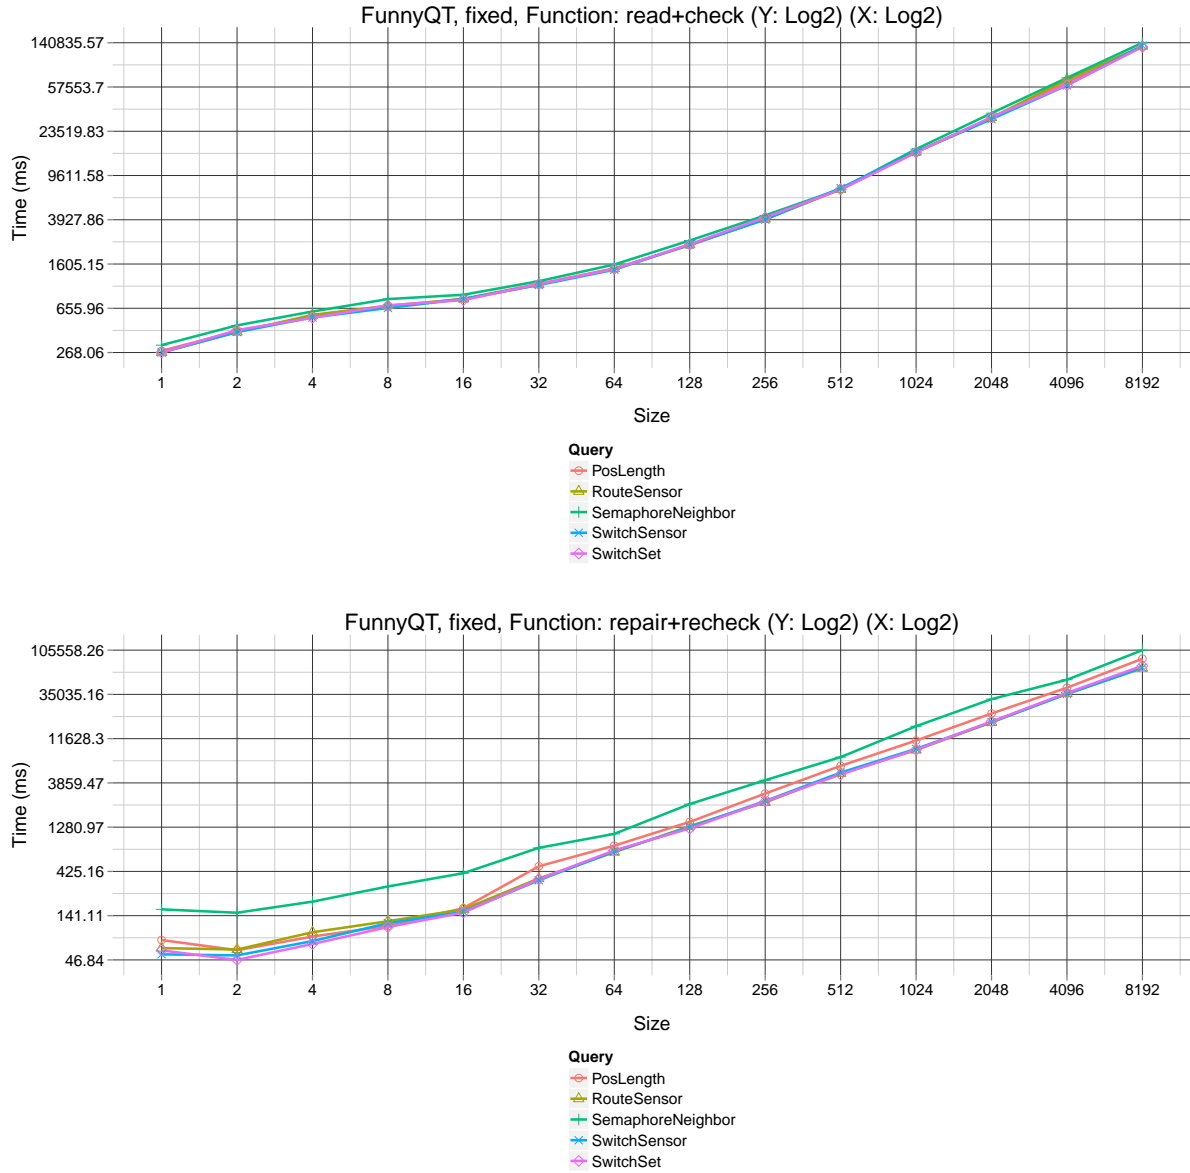 FunnyQT, fixed, Function: read+check (Y: Log2) (X: Log2)
Time (ms)
140835.57
57553.7
23519.83
9611.58
3927.86
1605.15
655.96
268.06
1 2 4 8 16 32 64 128 256 512 1024 2048 4096 8192
Size
Query
PosLength
RouteSensor
SemaphoreNeighbor
SwitchSensor
SwitchSet
FunnyQT, fixed, Function: repair+recheck (Y: Log2) (X: Log2)
Time (ms)
105558.26
35035.16
11628.3
3859.47
1280.97
425.16
141.11
46.84
1 2 4 8 16 32 64 128 256 512 1024 2048 4096 8192
Size
Query
PosLength
RouteSensor
SemaphoreNeighbor
SwitchSensor
SwitchSet